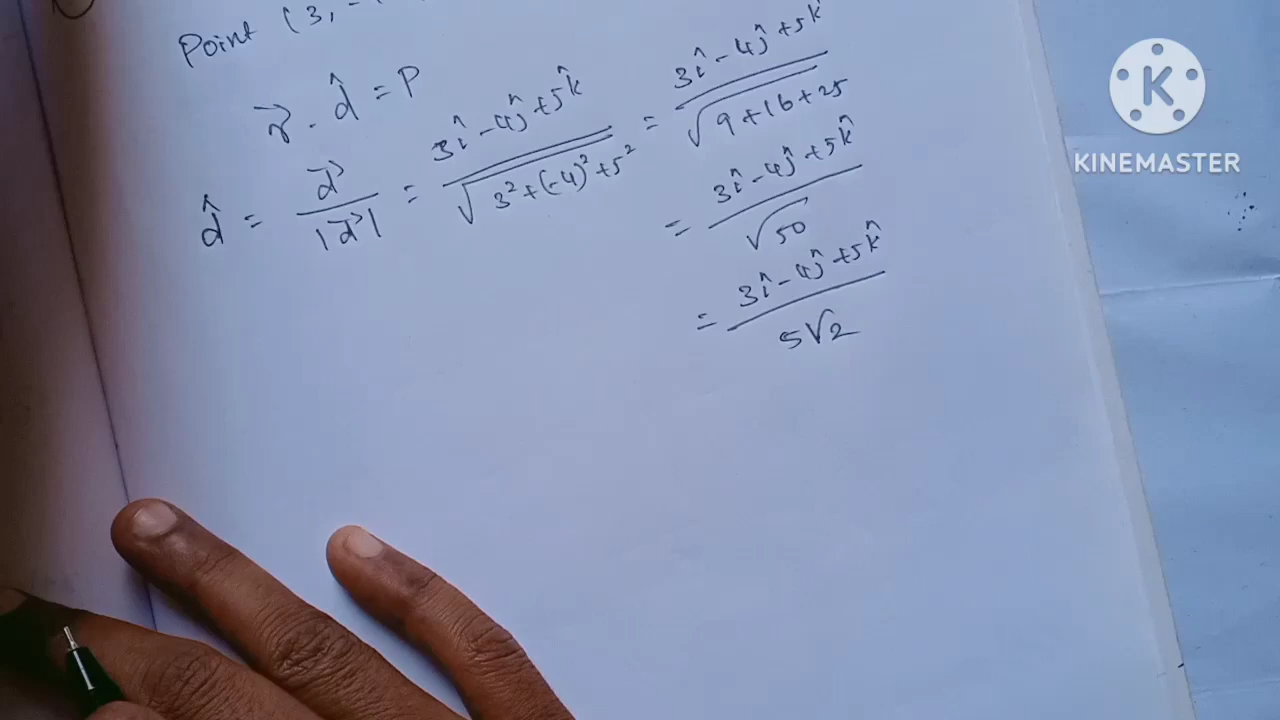 Point (3, -
r⃗ . d̂ = P
d̂ = d⃗ / |d⃗| = 3î - 4ĵ + 5k̂ / √3² + (-4)² + 5² = 3î - 4ĵ + 5k̂ / √9 + 16 + 25
= 3î - 4ĵ + 5k̂ / √50
= 3î - 4ĵ + 5k̂ / 5√2
K
KINEMASTER